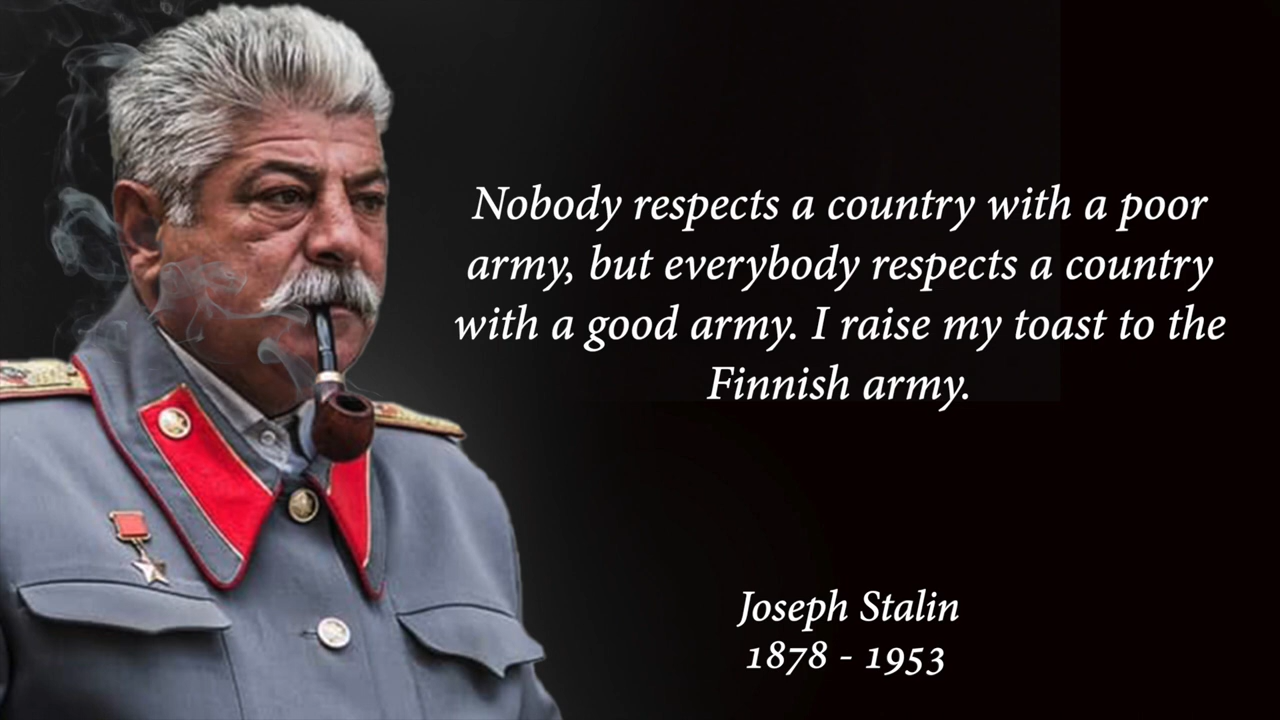 Nobody respects a country with a poor
army, but everybody respects a country
with a good army. I raise my toast to the
Finnish army.
Joseph Stalin
1878 - 1953